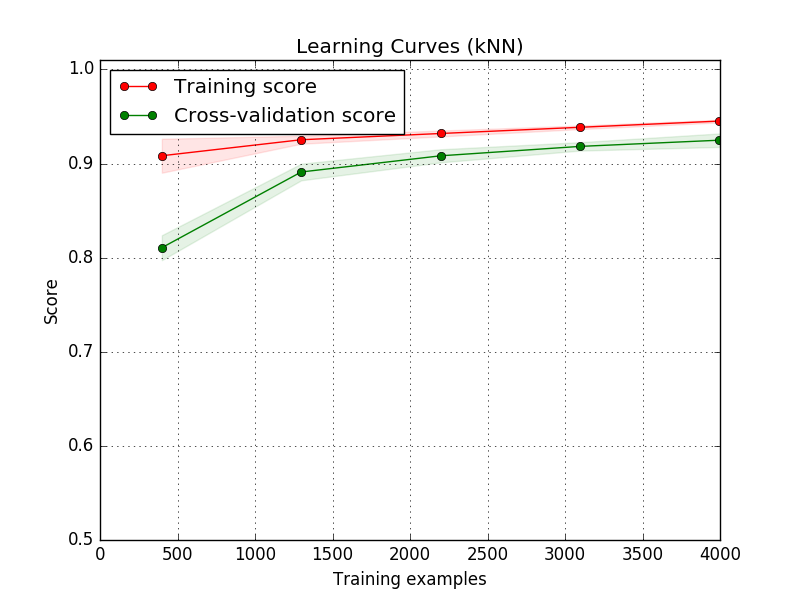 Learning Curves (kNN)
Training score
Cross-validation score
1.0
0.9
0.8
0.7
0.6
0.5
Score
0 500 1000 1500 2000 2500 3000 3500 4000
Training examples